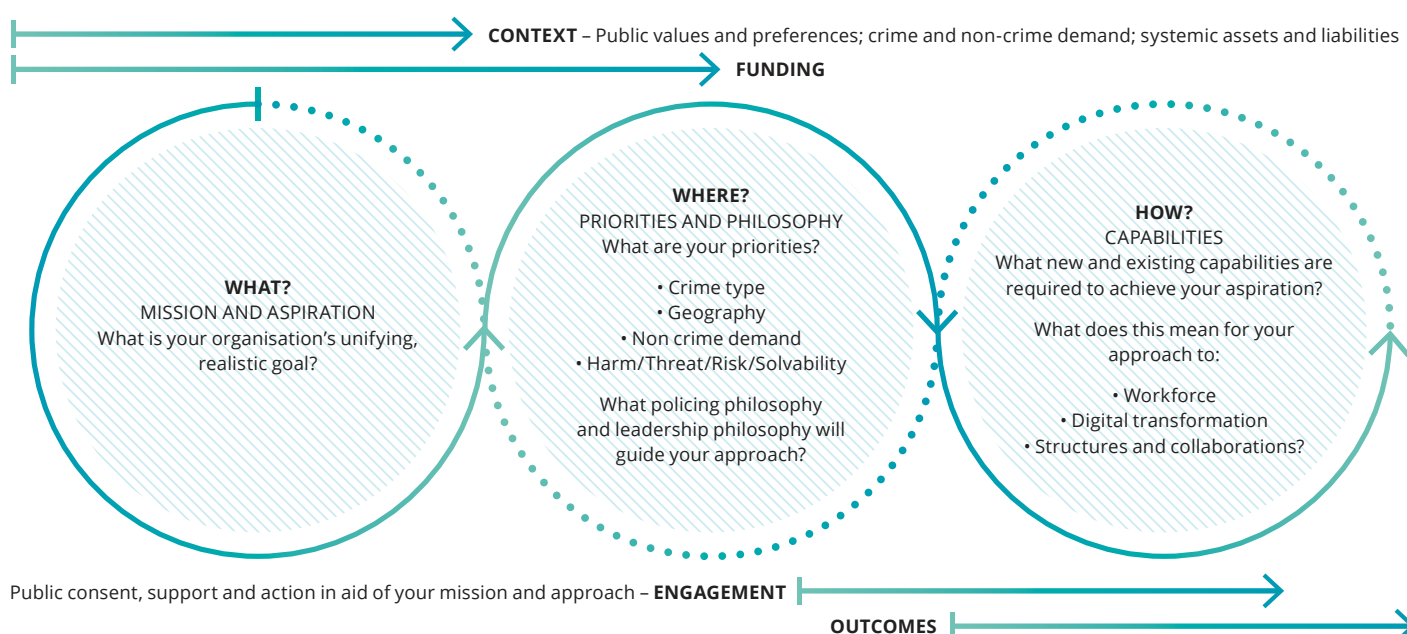 CONTEXT – Public values and preferences; crime and non-crime demand; systemic assets and liabilities
FUNDING
WHAT?
MISSION AND ASPIRATION
What is your organisation’s unifying,
realistic goal?
WHERE?
PRIORITIES AND PHILOSOPHY
What are your priorities?
• Crime type
• Geography
• Non crime demand
• Harm/Threat/Risk/Solvability
What policing philosophy
and leadership philosophy will
guide your approach?
HOW?
CAPABILITIES
What new and existing capabilities are
required to achieve your aspiration?
What does this mean for your
approach to:
• Workforce
• Digital transformation
• Structures and collaborations?
Public consent, support and action in aid of your mission and approach – ENGAGEMENT
OUTCOMES